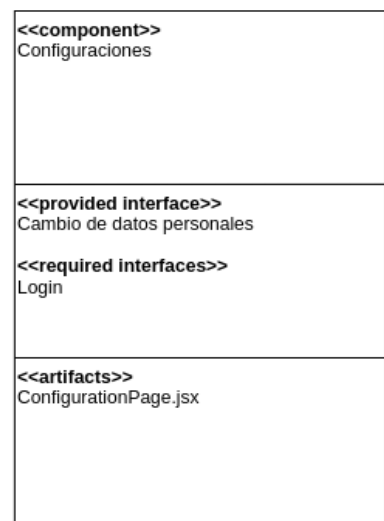 <<component>>
Configuraciones
<<provided interface>>
Cambio de datos personales
<<required interfaces>>
Login
<<artifacts>>
ConfigurationPage.jsx